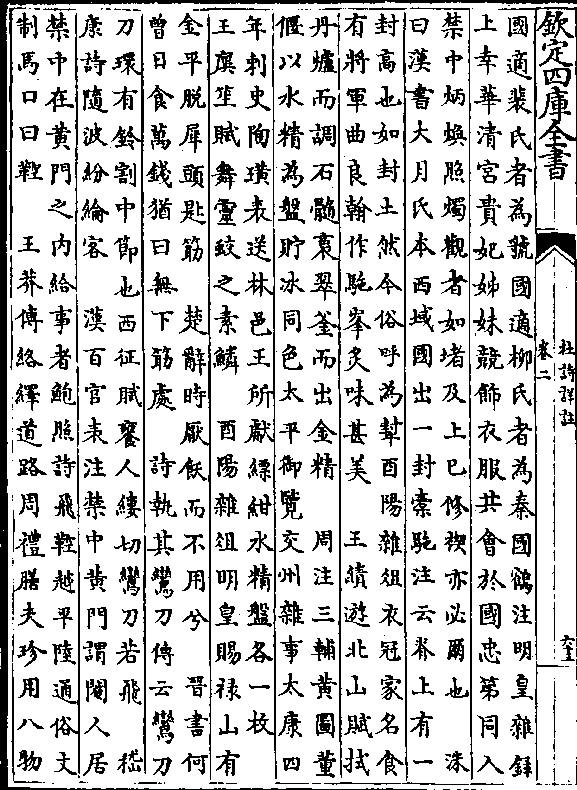 欽定四庫全書
杜詩詳註
卷二
國適裴氏者為虢國適柳氏者為秦國鶴注明皇雜録
上幸華清宮貴妃姊妹競飾衣服共會於國忠第同入
禁中炳煥照燭觀者如堵及上巳修禊亦必爾也 洙
曰漢書大月氏本西域國出一封橐駞注云脊上有一
封高也如封土然今俗呼為犎酉陽雜俎衣冠家名食
有將軍曲良翰作駞峯炙味甚美 王績遊北山賦拭
丹爐而調石髓裹翠釜而出金精 周注三輔黃圖董
偃以水精為盤貯冰同色太平御覽交州雜事太康四
年刺史陶璜表送林邑王所獻縹紺水精盤各一枚
王廙笙賦舞靈蛟之素鱗 酉陽雜俎明皇賜禄山有
金平脱犀頭匙筯 楚辭時厭飫而不用兮 晉書何
曾日食萬錢猶曰無下筯處 詩執其鸞刀傳云鸞刀
刀環有鈴割中節也西征賦饔人縷切鸞刀若飛 嵇
康詩隨波紛綸客 漢百官表注禁中黃門謂閹人居
禁中在黃門之內給事者鮑照詩飛鞚越平陸通俗文
制馬口曰鞚 王莽傳絡繹道路周禮膳夫珍用八物